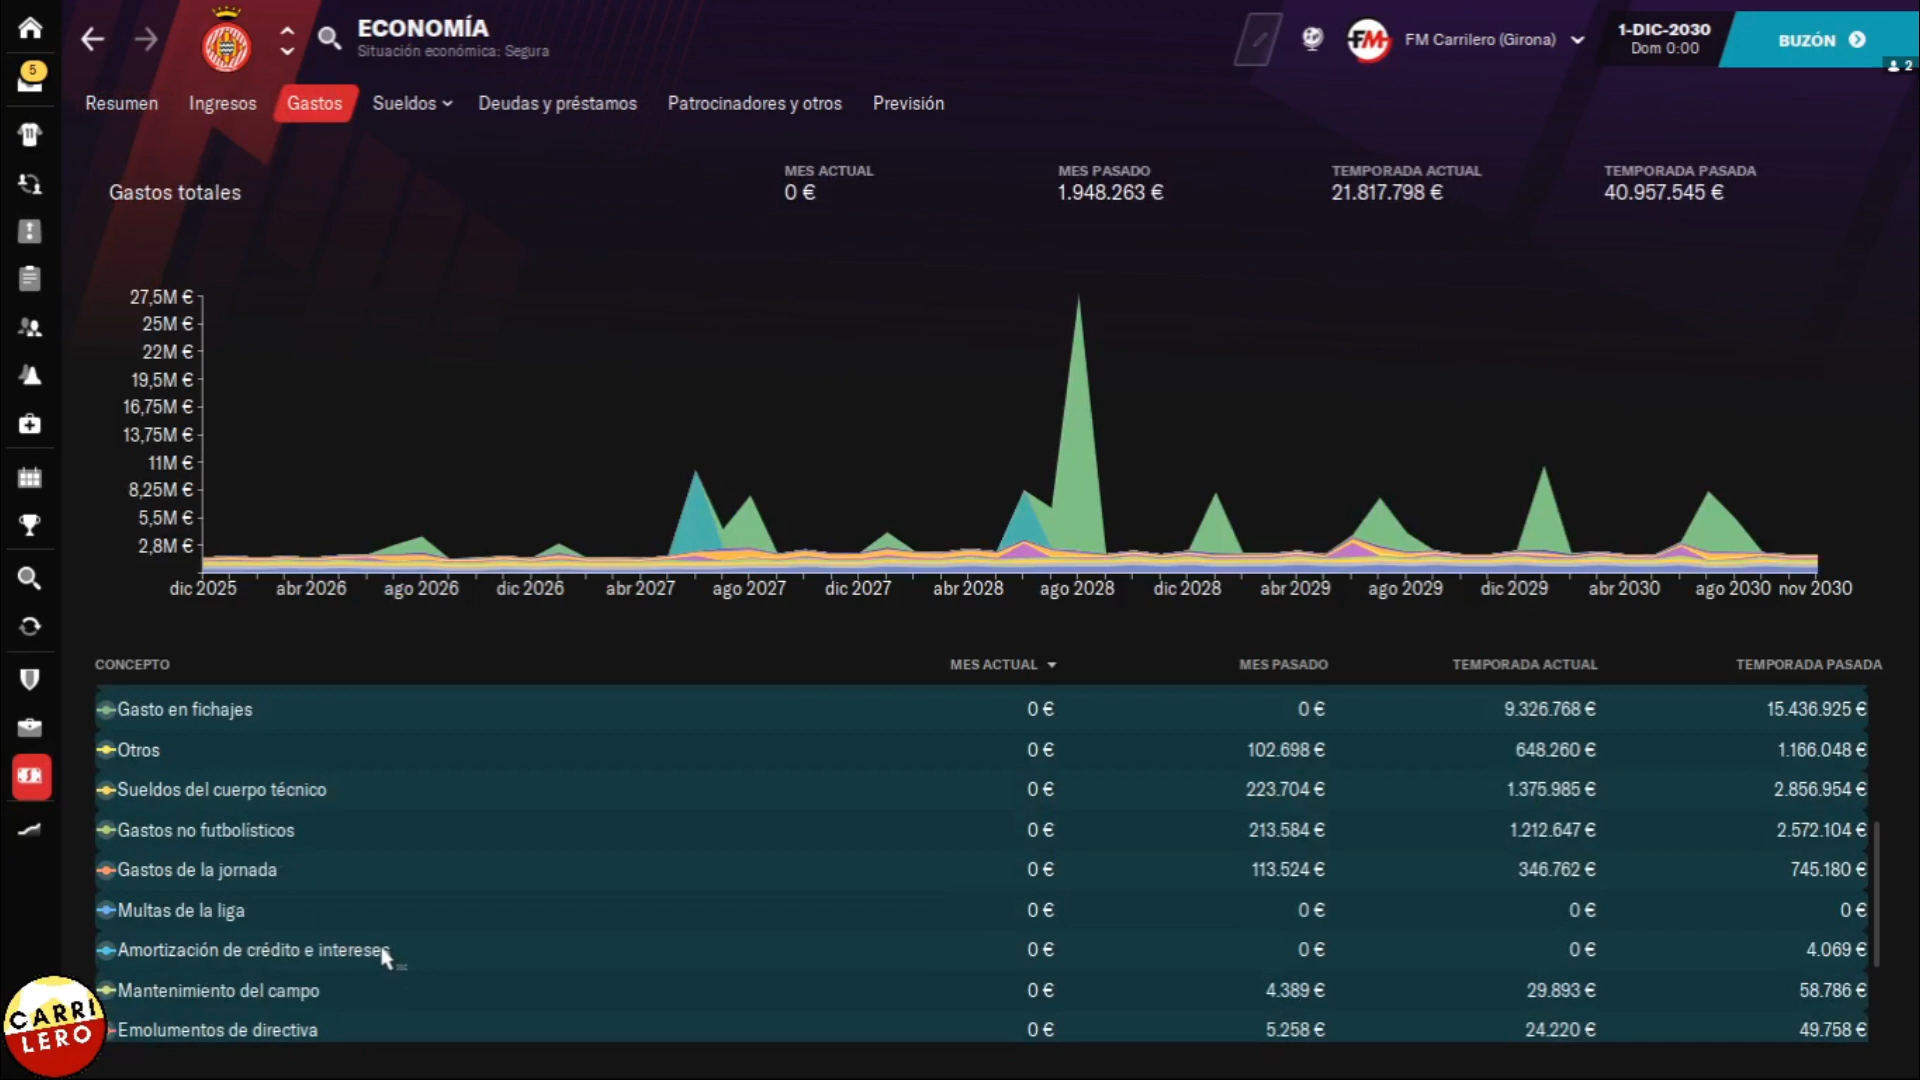 ECONOMÍA
Situación económica: Segura
FM
FM Carrilero (Girona)
1-DIC-2030
Dom 0:00
BUZÓN
2
5
11
Resumen Ingresos Gastos Sueldos Deudas y préstamos Patrocinadores y otros Previsión
Gastos totales
MES ACTUAL
0 €
MES PASADO
1.948.263 €
TEMPORADA ACTUAL
21.817.798 €
TEMPORADA PASADA
40.957.545 €
27,5M €
25M €
22M €
19,5M €
16,75M €
13,75M €
11M €
8,25M €
5,5M €
2,8M €
dic 2025 abr 2026 ago 2026 dic 2026 abr 2027 ago 2027 dic 2027 abr 2028 ago 2028 dic 2028 abr 2029 ago 2029 dic 2029 abr 2030 ago 2030 nov 2030
CONCEPTO MES ACTUAL MES PASADO TEMPORADA ACTUAL TEMPORADA PASADA
Gasto en fichajes 0 € 0 € 9.326.768 € 15.436.925 €
Otros 0 € 102.698 € 648.260 € 1.166.048 €
Sueldos del cuerpo técnico 0 € 223.704 € 1.375.985 € 2.856.954 €
Gastos no futbolísticos 0 € 213.584 € 1.212.647 € 2.572.104 €
Gastos de la jornada 0 € 113.524 € 346.762 € 745.180 €
Multas de la liga 0 € 0 € 0 € 0 €
Amortización de crédito e intereses 0 € 0 € 0 € 4.069 €
Mantenimiento del campo 0 € 4.389 € 29.893 € 58.786 €
Emolumentos de directiva 0 € 5.258 € 24.220 € 49.758 €
CARRI
LERO